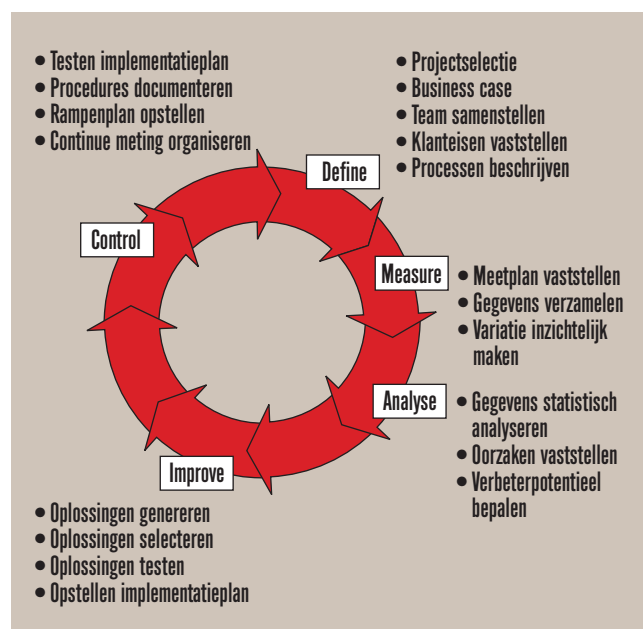 • Testen implementatieplan
• Procedures documenteren
• Rampenplan opstellen
• Continue meting organiseren
• Projectselectie
• Business case
• Team samenstellen
• Klanteisen vaststellen
• Processen beschrijven
Define
Control
Measure
• Meetplan vaststellen
• Gegevens verzamelen
• Variatie inzichtelijk
maken
Analyse
• Gegevens statistisch
analyseren
• Oorzaken vaststellen
• Verbeterpotentieel
bepalen
Improve
• Oplossingen genereren
• Oplossingen selecteren
• Oplossingen testen
• Opstellen implementatieplan